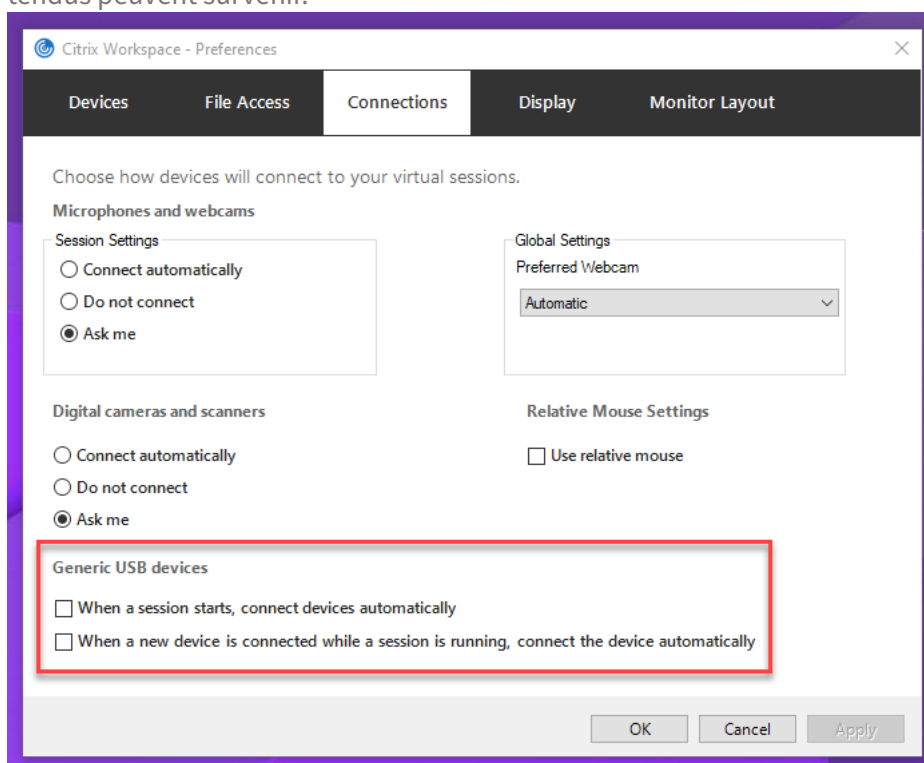 tendus peuvent survenir.
Citrix Workspace - Preferences
Devices File Access Connections Display Monitor Layout
Choose how devices will connect to your virtual sessions.
Microphones and webcams
Session Settings
Connect automatically
Do not connect
Ask me
Global Settings
Preferred Webcam
Automatic
Digital cameras and scanners
Connect automatically
Do not connect
Ask me
Relative Mouse Settings
Use relative mouse
Generic USB devices
When a session starts, connect devices automatically
When a new device is connected while a session is running, connect the device automatically
OK Cancel Apply